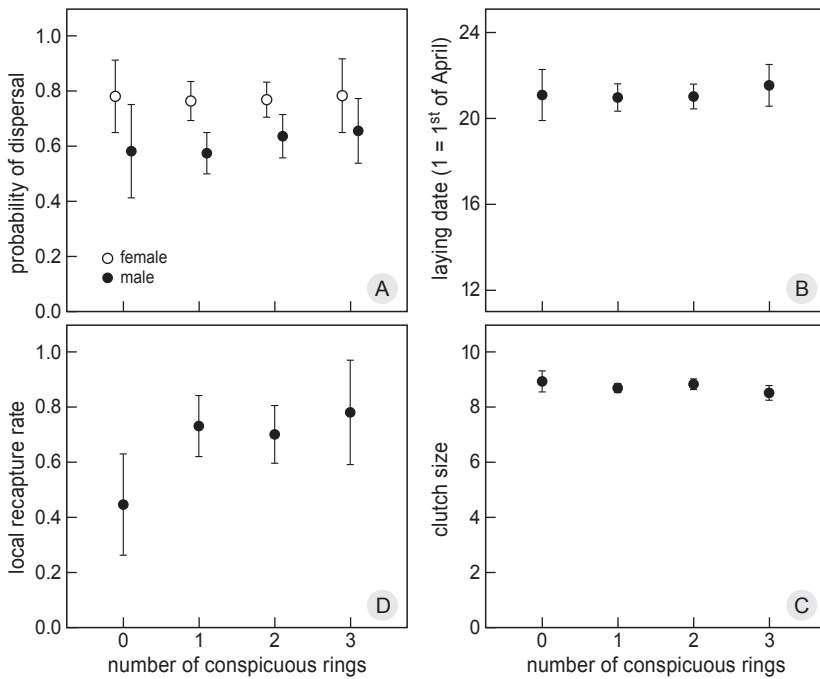 1.0
0.8
0.6
0.4
0.2
0.0
probability of dispersal
female
male
A
24
20
16
12
laying date (1 = 1st of April)
B
1.0
0.8
0.6
0.4
0.2
0.0
local recapture rate
D
0 1 2 3
number of conspicuous rings
10
8
6
4
2
0
clutch size
C
0 1 2 3
number of conspicuous rings